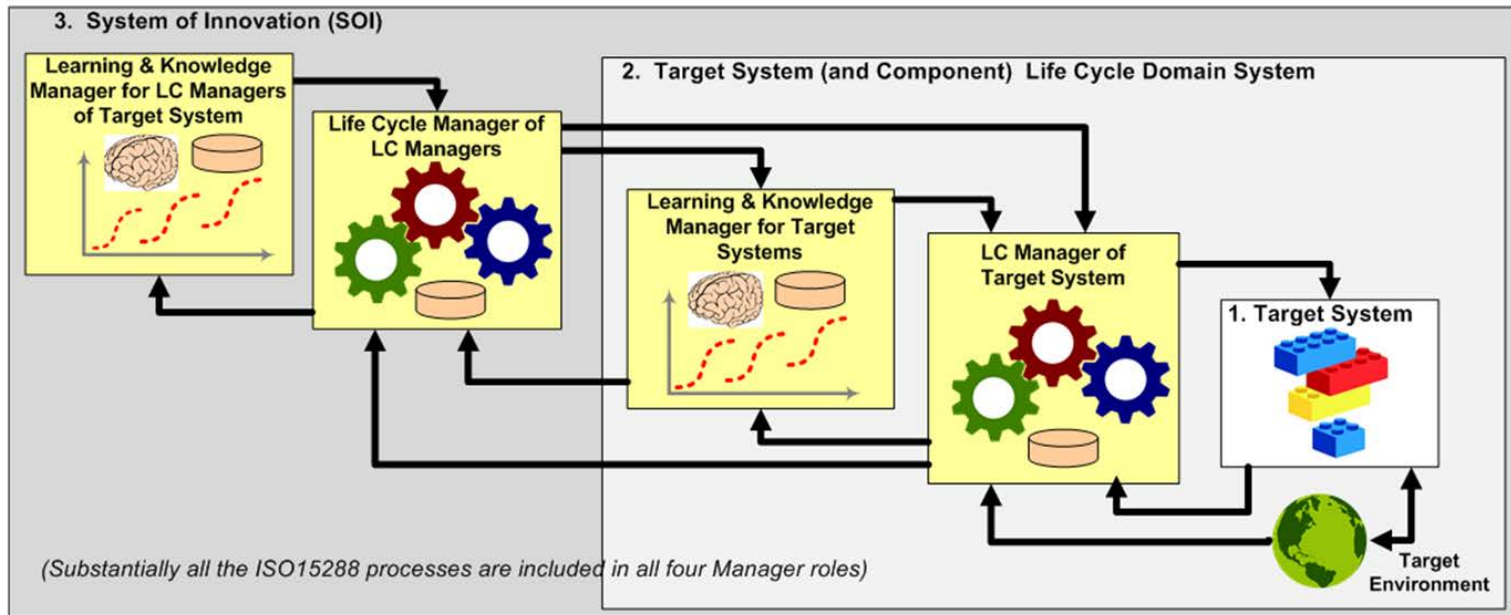 3. System of Innovation (SOI)
Learning & Knowledge
Manager for LC Managers
of Target System
2. Target System (and Component) Life Cycle Domain System
Life Cycle Manager of
LC Managers
Learning & Knowledge
Manager for Target
Systems
LC Manager of
Target System
1. Target System
Target
Environment
(Substantially all the ISO15288 processes are included in all four Manager roles)